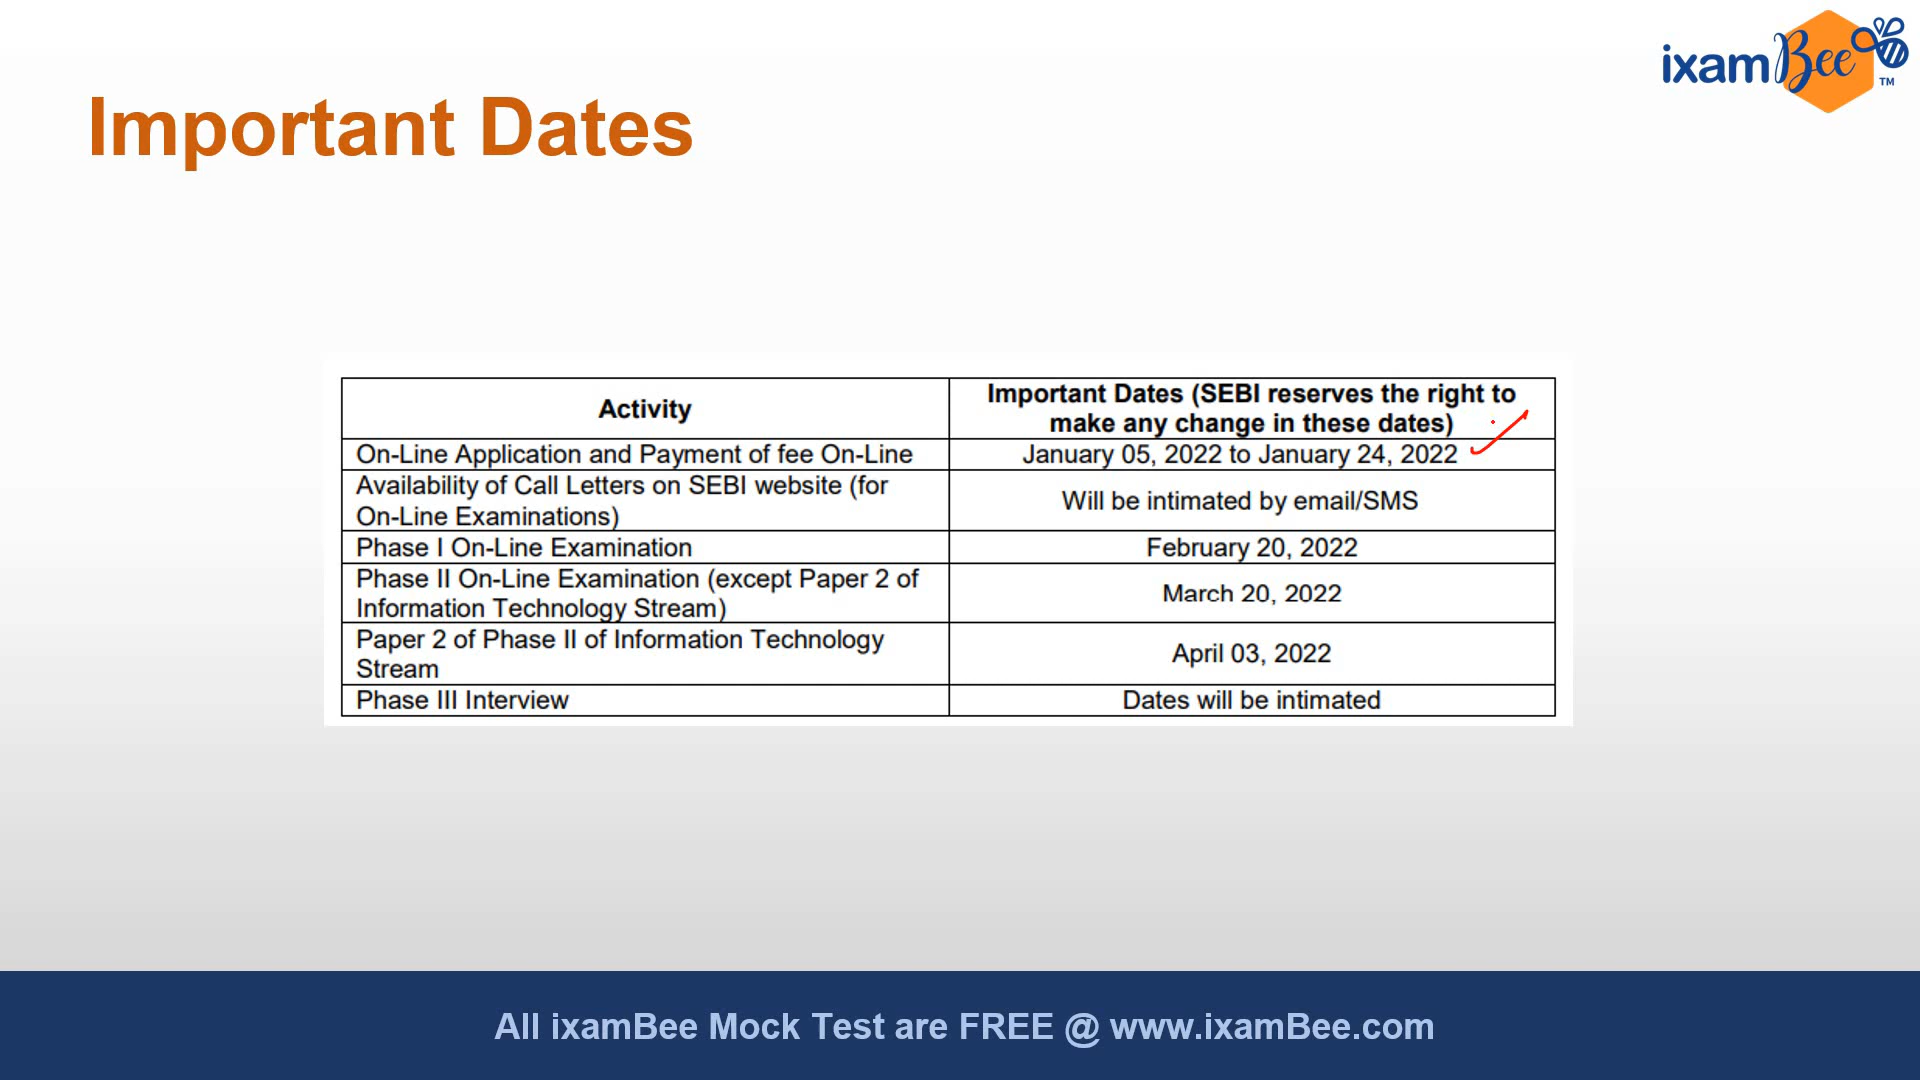 ixamBee TM
Important Dates
Activity
Important Dates (SEBI reserves the right to
make any change in these dates)
On-Line Application and Payment of fee On-Line
January 05, 2022 to January 24, 2022
Availability of Call Letters on SEBI website (for
On-Line Examinations)
Will be intimated by email/SMS
Phase I On-Line Examination
February 20, 2022
Phase II On-Line Examination (except Paper 2 of
Information Technology Stream)
March 20, 2022
Paper 2 of Phase II of Information Technology
Stream
April 03, 2022
Phase III Interview
Dates will be intimated
All ixamBee Mock Test are FREE @ www.ixamBee.com